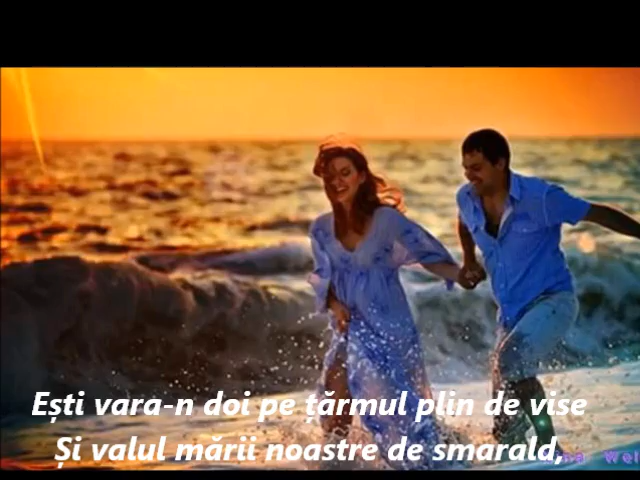 Ești vara-n doi pe țărmul plin de vise
Și valul mării noastre de smarald,